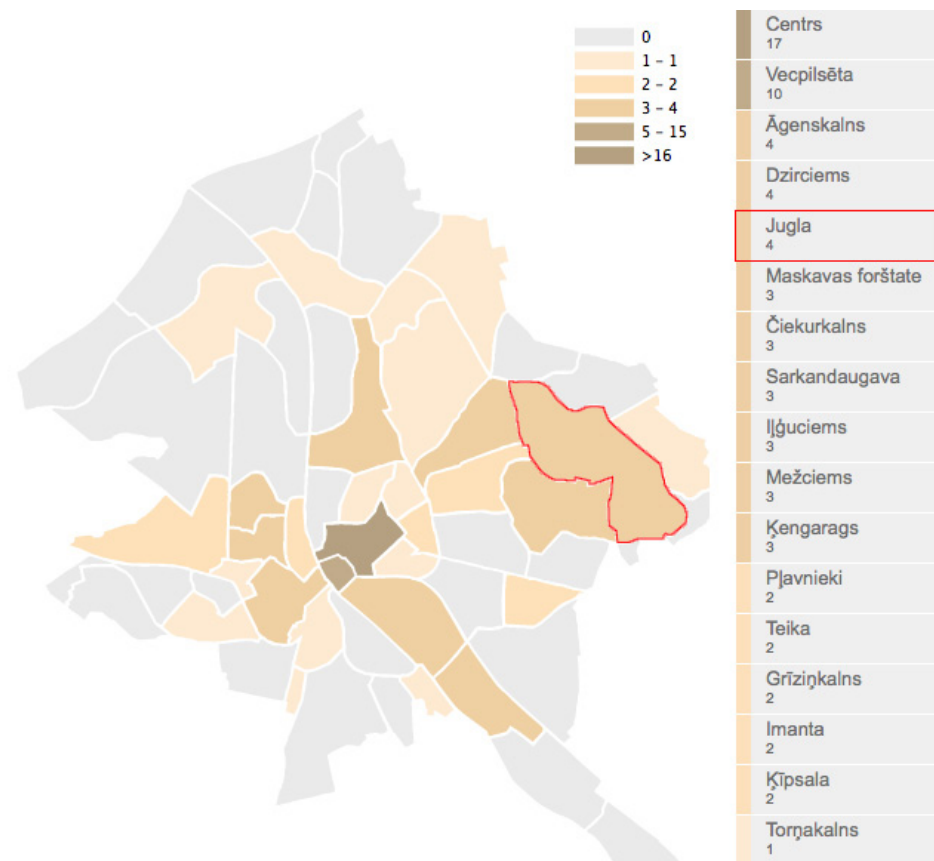 0
1 - 1
2 - 2
3 - 4
5 - 15
>16
Centrs
17
Vecpilsēta
10
Āgenskalns
4
Dzirciems
4
Jugla
4
Maskavas forštate
3
Čiekurkalns
3
Sarkandaugava
3
Iļģuciems
3
Mežciems
3
Ķengarags
3
Pļavnieki
2
Teika
2
Grīziņkalns
2
Imanta
2
Ķīpsala
2
Torņakalns
1